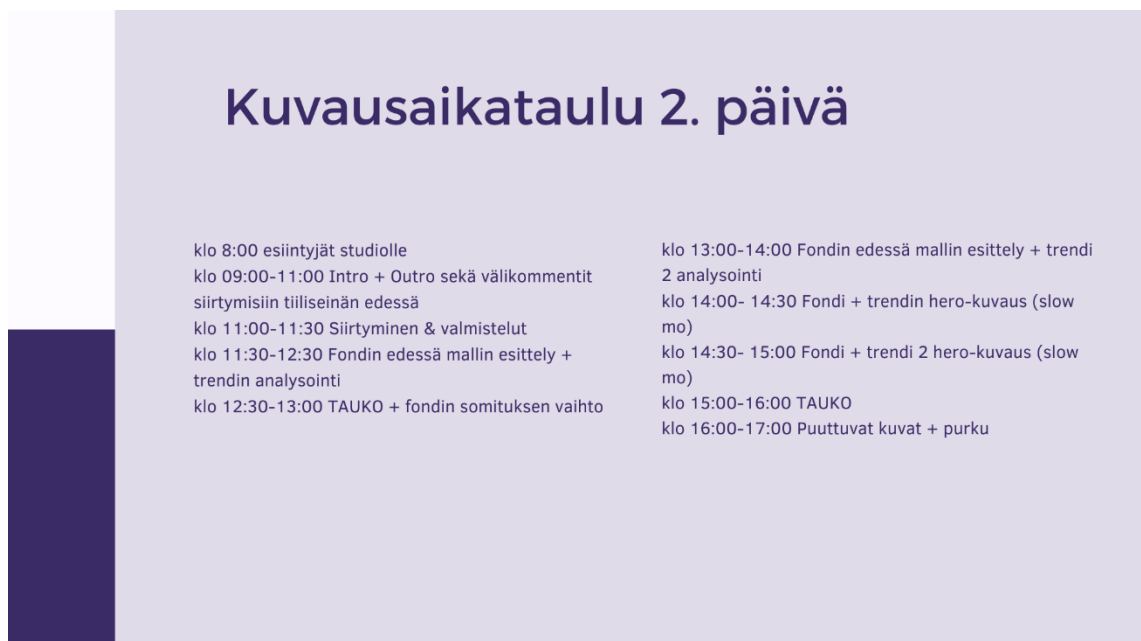 Kuvausaikataulu 2. päivä
klo 8:00 esiintyjät studiolle
klo 09:00-11:00 Intro + Outro sekä välikommentit
siirtymisiin tiiliseinän edessä
klo 11:00-11:30 Siirtyminen & valmistelut
klo 11:30-12:30 Fondin edessä mallin esittely +
trendin analysointi
klo 12:30-13:00 TAUKO + fondin somituksen vaihto
klo 13:00-14:00 Fondin edessä mallin esittely + trendi
2 analysointi
klo 14:00- 14:30 Fondi + trendin hero-kuvaus (slow
mo)
klo 14:30- 15:00 Fondi + trendi 2 hero-kuvaus (slow
mo)
klo 15:00-16:00 TAUKO
klo 16:00-17:00 Puuttuvat kuvat + purku